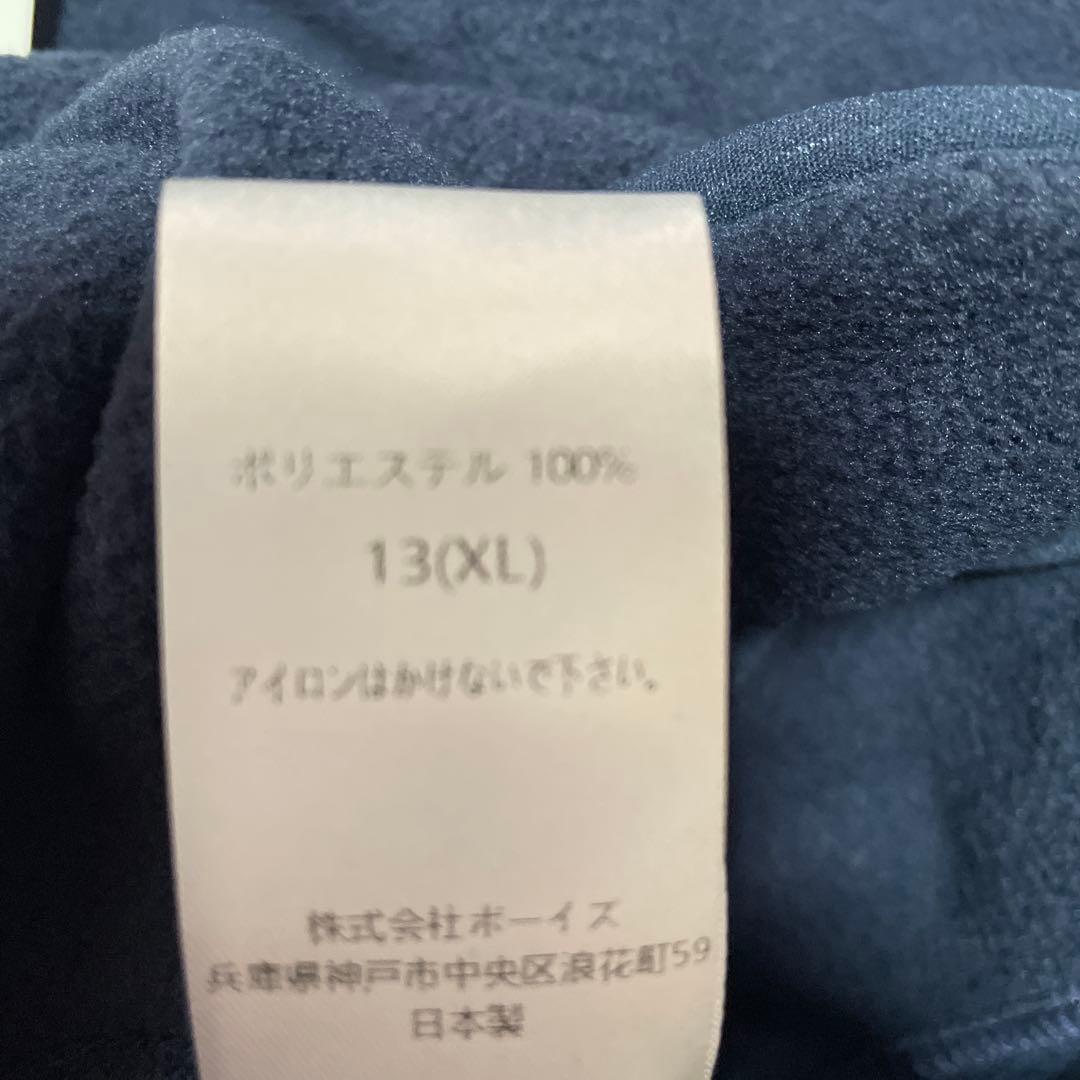 ポリエステル 100%
13(XL)
アイロンはかけないで下さい。
株式会社ボーイズ
兵庫県神戸市中央区浪花町59
日本製